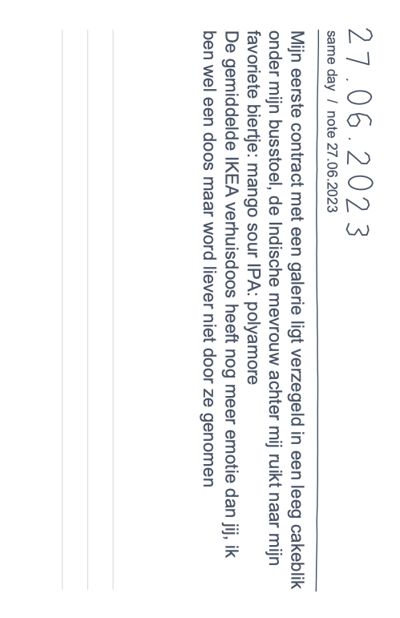 27.06.2023
same day / note 27.06.2023
Mijn eerste contract met een galerie ligt verzegeld in een leeg cakeblik
onder mijn busstoel, de Indische mevrouw achter mij ruikt naar mijn
favoriete biertje: mango sour IPA: polyamore
De gemiddelde IKEA verhuisdoos heeft nog meer emotie dan jij, ik
ben wel een doos maar word liever niet door ze genomen